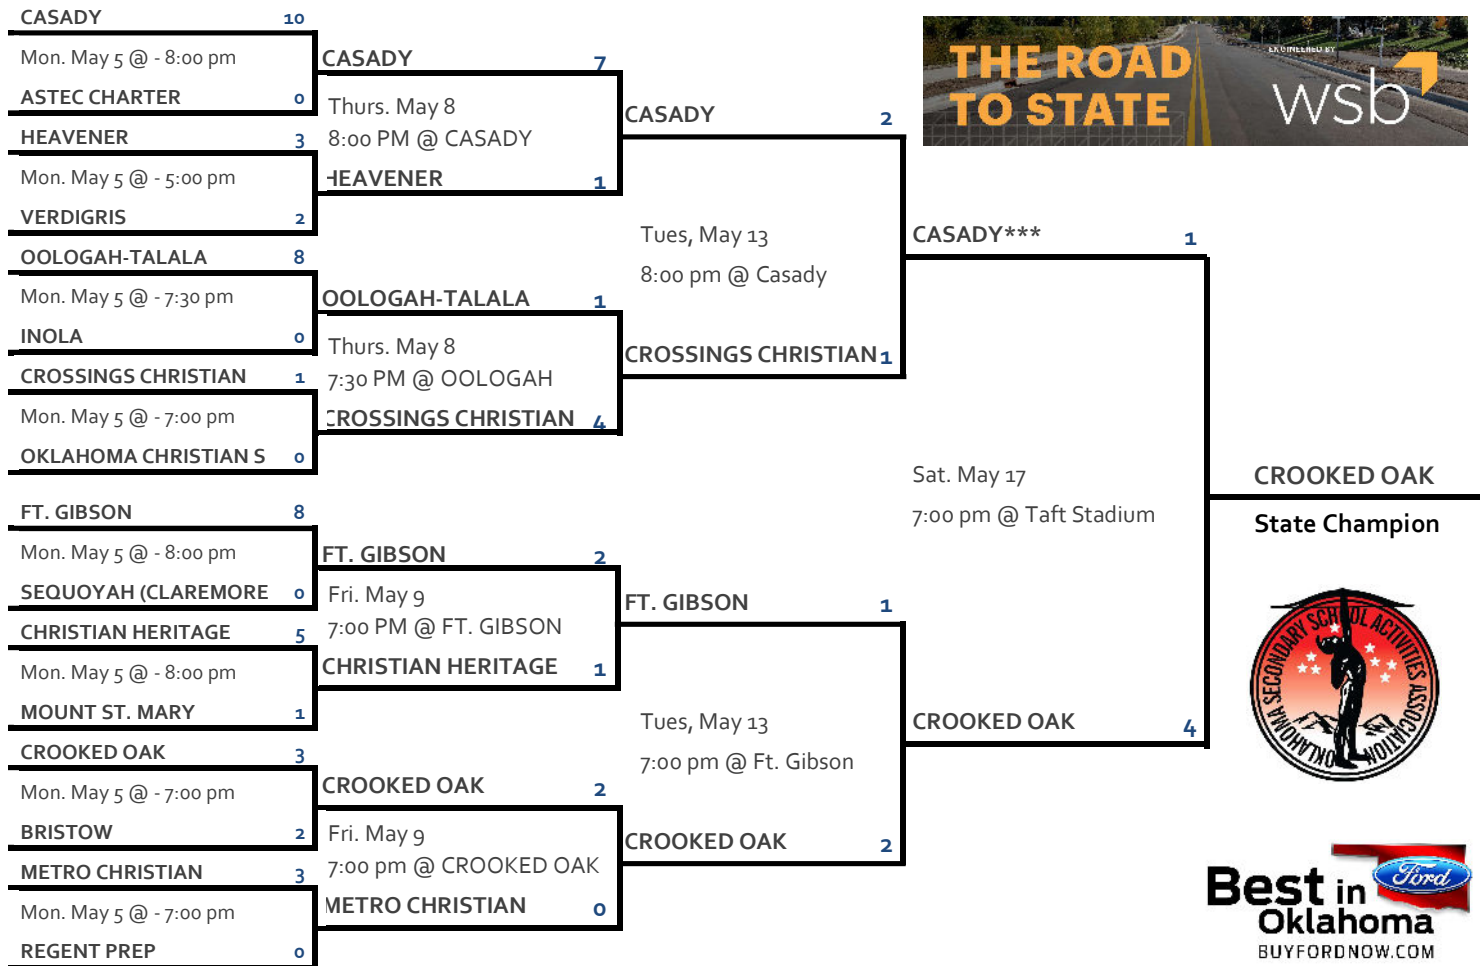 CASADY 10
Mon. May 5 @ - 8:00 pm
ASTEC CHARTER 0
HEAVENER 3
Mon. May 5 @ - 5:00 pm
VERDIGRIS 2
OOLOGAH-TALALA 8
Mon. May 5 @ - 7:30 pm
INOLA 0
CROSSINGS CHRISTIAN 1
Mon. May 5 @ - 7:00 pm
OKLAHOMA CHRISTIAN S 0
FT. GIBSON 8
Mon. May 5 @ - 8:00 pm
SEQUOYAH (CLAREMORE 0
CHRISTIAN HERITAGE 5
Mon. May 5 @ - 8:00 pm
MOUNT ST. MARY 1
CROOKED OAK 3
Mon. May 5 @ - 7:00 pm
BRISTOW 2
METRO CHRISTIAN 3
Mon. May 5 @ - 7:00 pm
REGENT PREP 0
CASADY 7
Thurs. May 8
8:00 PM @ CASADY
HEAVENER 1
OOLOGAH-TALALA 1
Thurs. May 8
7:30 PM @ OOLOGAH
CROSSINGS CHRISTIAN 4
FT. GIBSON 2
Fri. May 9
7:00 PM @ FT. GIBSON
CHRISTIAN HERITAGE 1
CROOKED OAK 2
Fri. May 9
7:00 pm @ CROOKED OAK
METRO CHRISTIAN 0
CASADY 2
Tues, May 13
8:00 pm @ Casady
CROSSINGS CHRISTIAN 1
FT. GIBSON 1
Tues, May 13
7:00 pm @ Ft. Gibson
CROOKED OAK 2
THE ROAD
TO STATE
ENGINEERED BY
wsb
CASADY*** 1
Sat. May 17
7:00 pm @ Taft Stadium
CROOKED OAK 4
CROOKED OAK
State Champion
OKLAHOMA SECONDARY SCHOOL ACTIVITIES ASSOCIATION
Ford
Best in
Oklahoma
BUYFORDNOW.COM